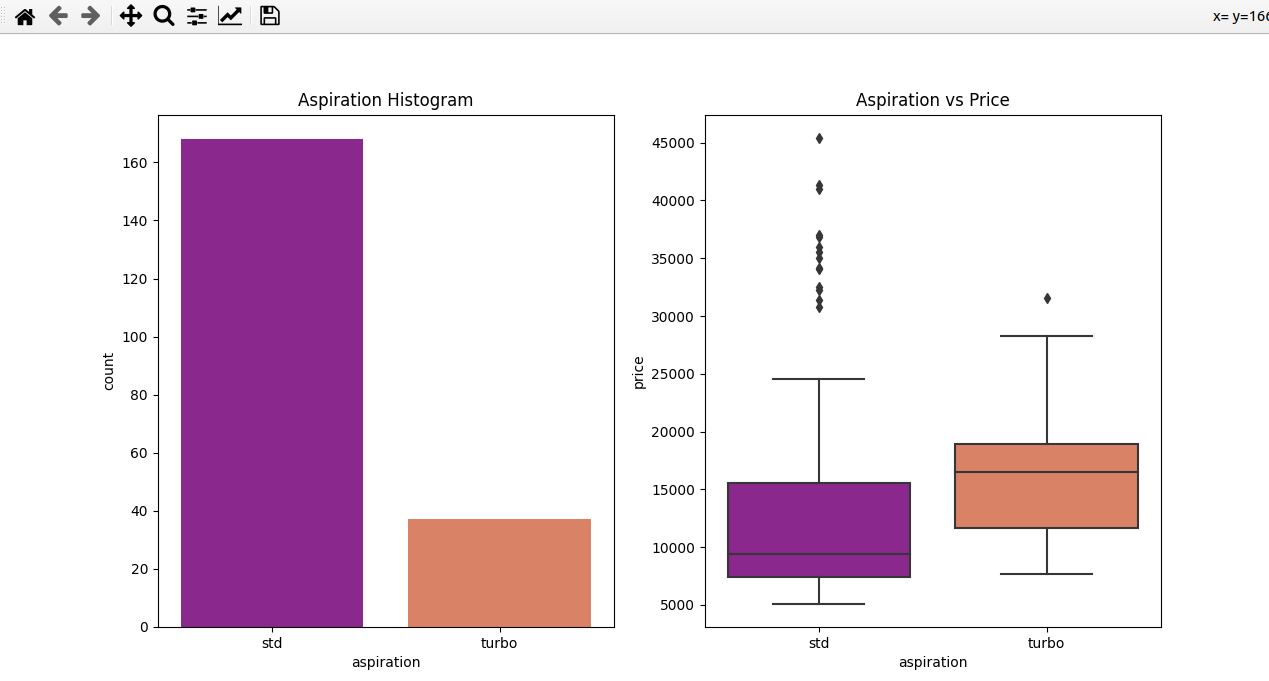 x= y=166
Aspiration Histogram
160
140
120
100
80
60
40
20
0
count
std
turbo
aspiration
Aspiration vs Price
45000
40000
35000
30000
25000
20000
15000
10000
5000
price
std
turbo
aspiration